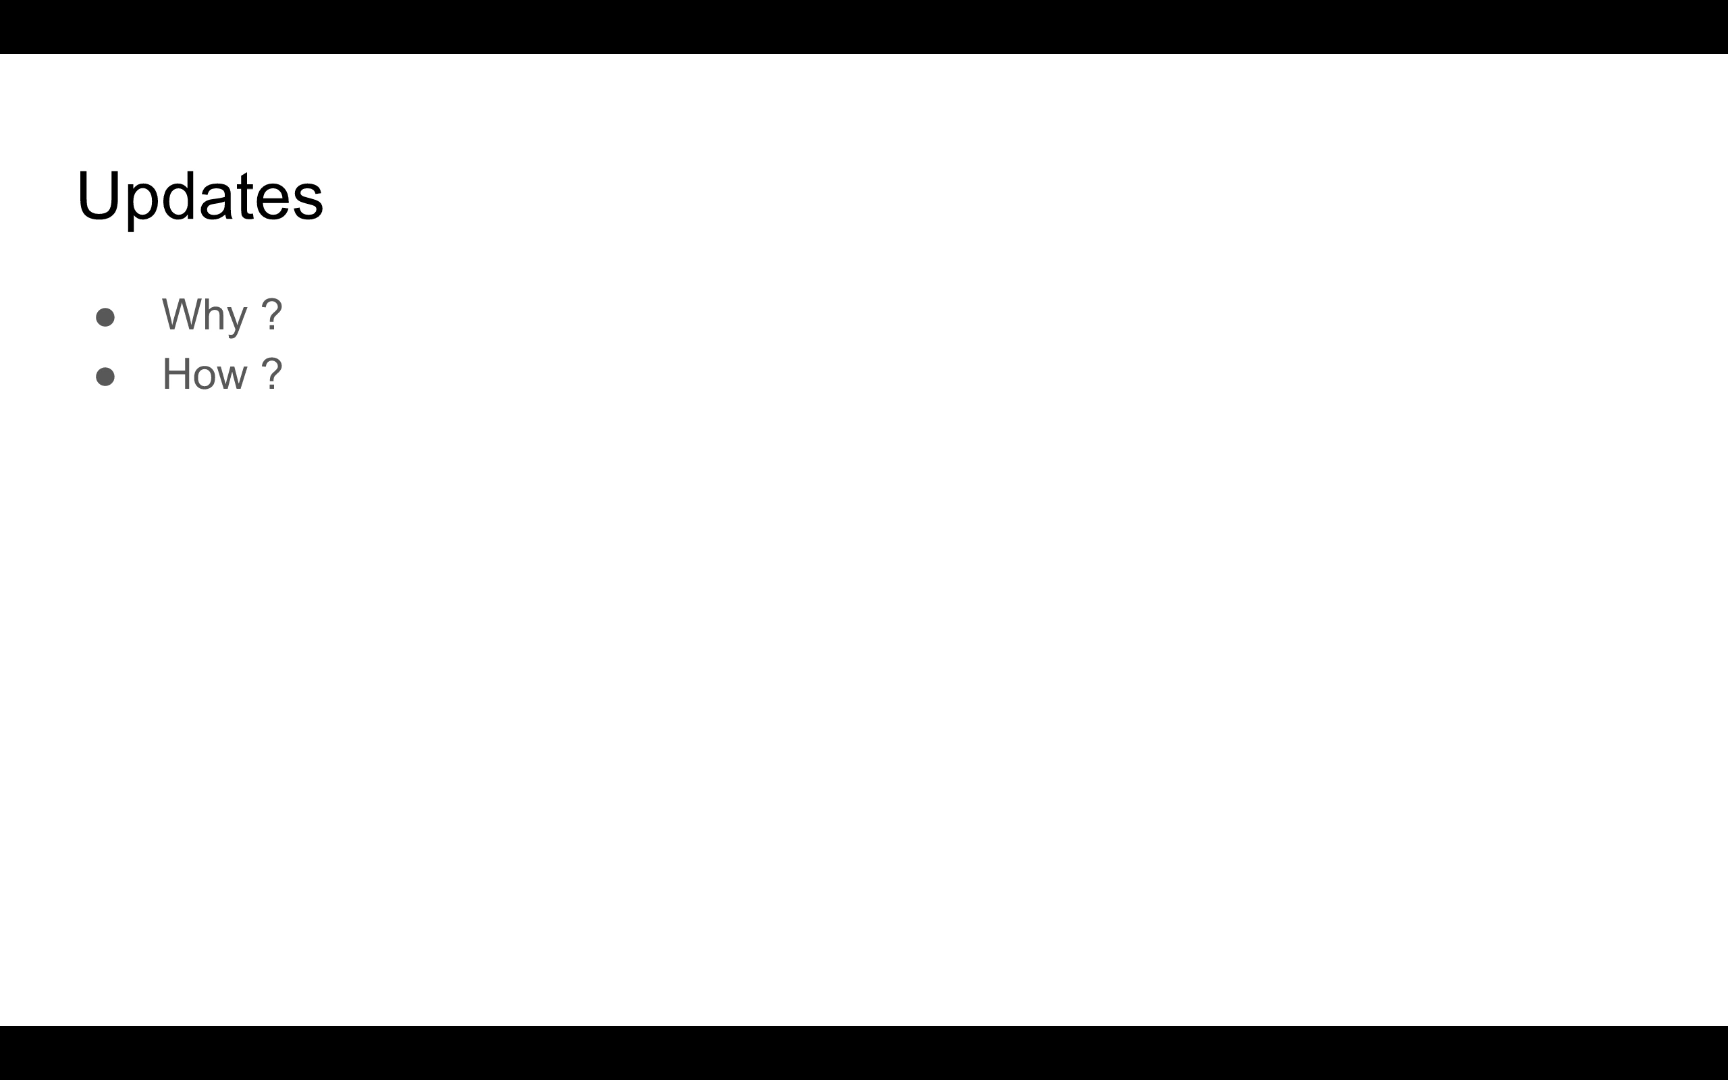 Updates
● Why ?
● How ?